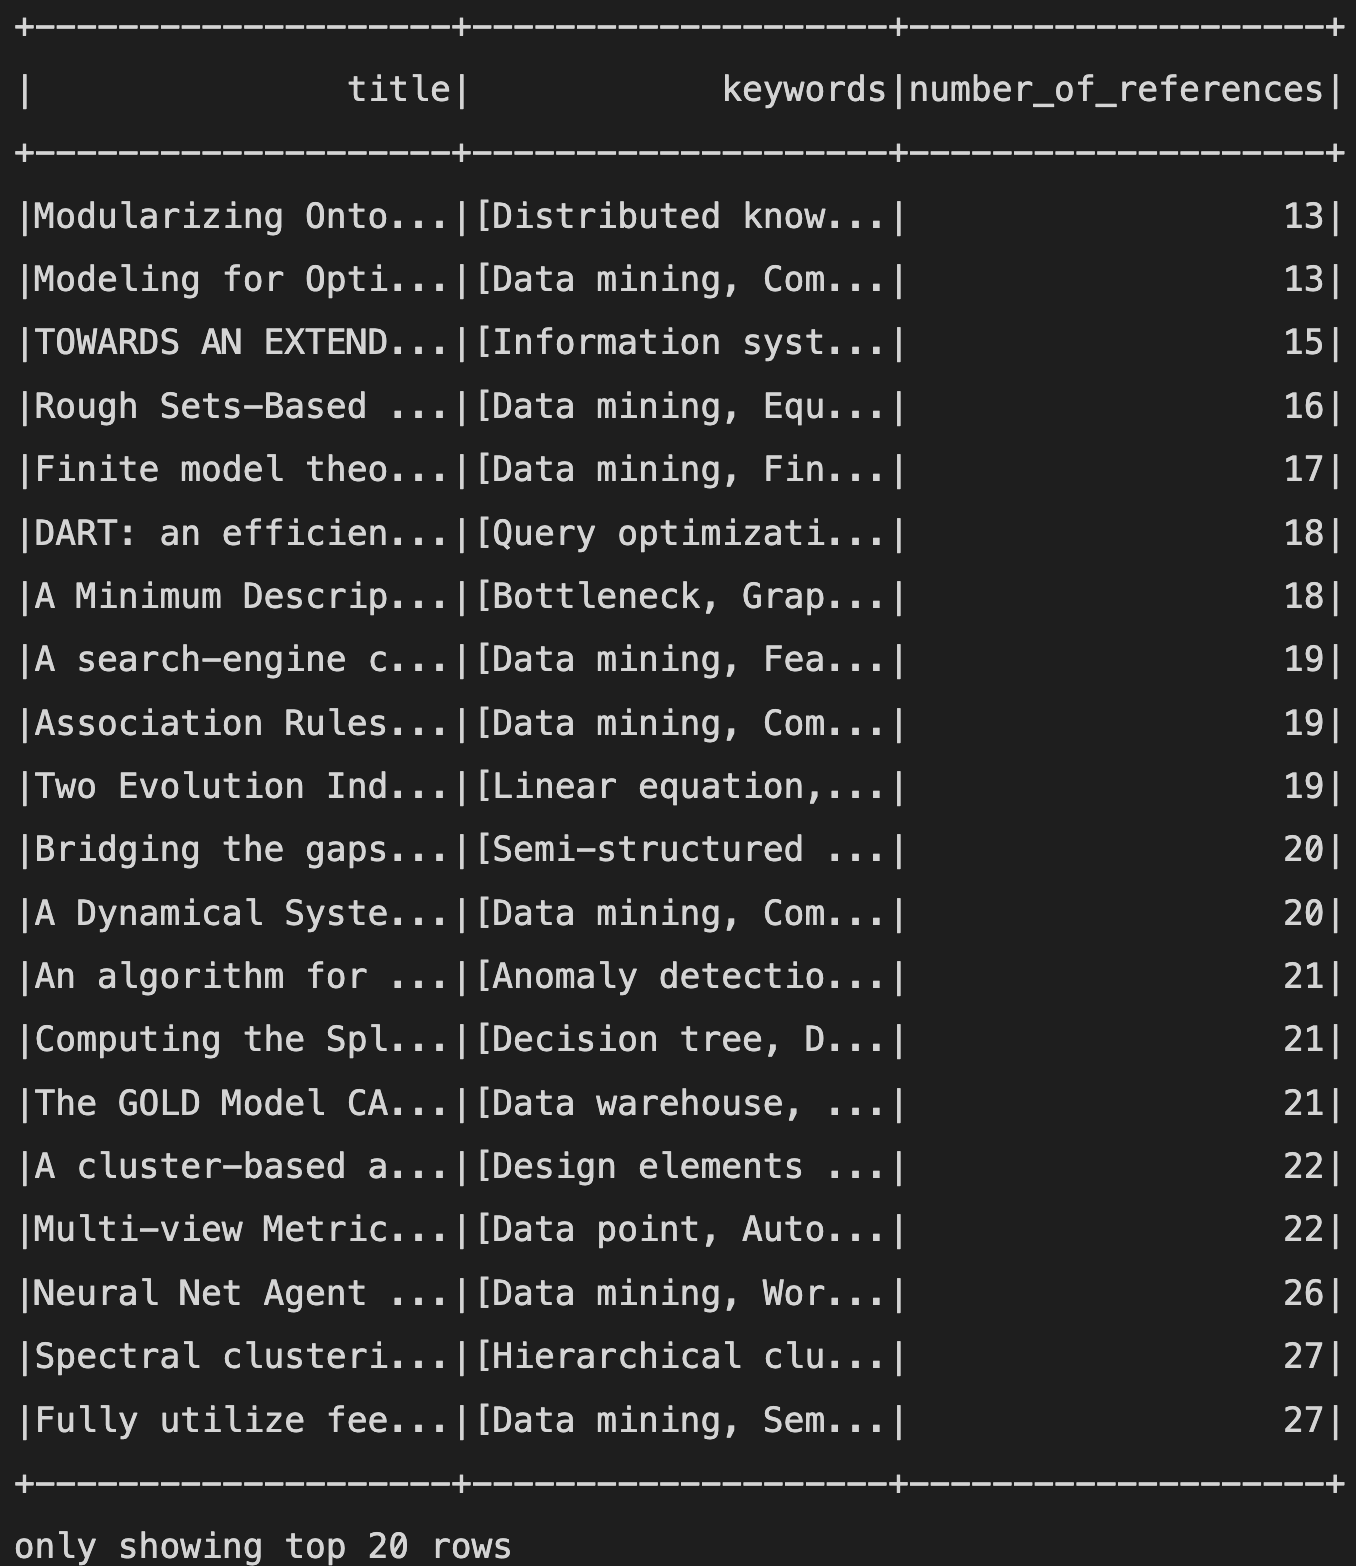 +--------------------+--------------------+--------------------+
|               title|            keywords|number_of_references|
+--------------------+--------------------+--------------------+
|Modularizing Onto...|[Distributed know...|                  13|
|Modeling for Opti...|[Data mining, Com...|                  13|
|TOWARDS AN EXTEND...|[Information syst...|                  15|
|Rough Sets-Based ...|[Data mining, Equ...|                  16|
|Finite model theo...|[Data mining, Fin...|                  17|
|DART: an efficien...|[Query optimizati...|                  18|
|A Minimum Descrip...|[Bottleneck, Grap...|                  18|
|A search-engine c...|[Data mining, Fea...|                  19|
|Association Rules...|[Data mining, Com...|                  19|
|Two Evolution Ind...|[Linear equation,...|                  19|
|Bridging the gaps...|[Semi-structured ...|                  20|
|A Dynamical Syste...|[Data mining, Com...|                  20|
|An algorithm for ...|[Anomaly detectio...|                  21|
|Computing the Spl...|[Decision tree, D...|                  21|
|The GOLD Model CA...|[Data warehouse, ...|                  21|
|A cluster-based a...|[Design elements ...|                  22|
|Multi-view Metric...|[Data point, Auto...|                  22|
|Neural Net Agent ...|[Data mining, Wor...|                  26|
|Spectral clusteri...|[Hierarchical clu...|                  27|
|Fully utilize fee...|[Data mining, Sem...|                  27|
+--------------------+--------------------+--------------------+
only showing top 20 rows